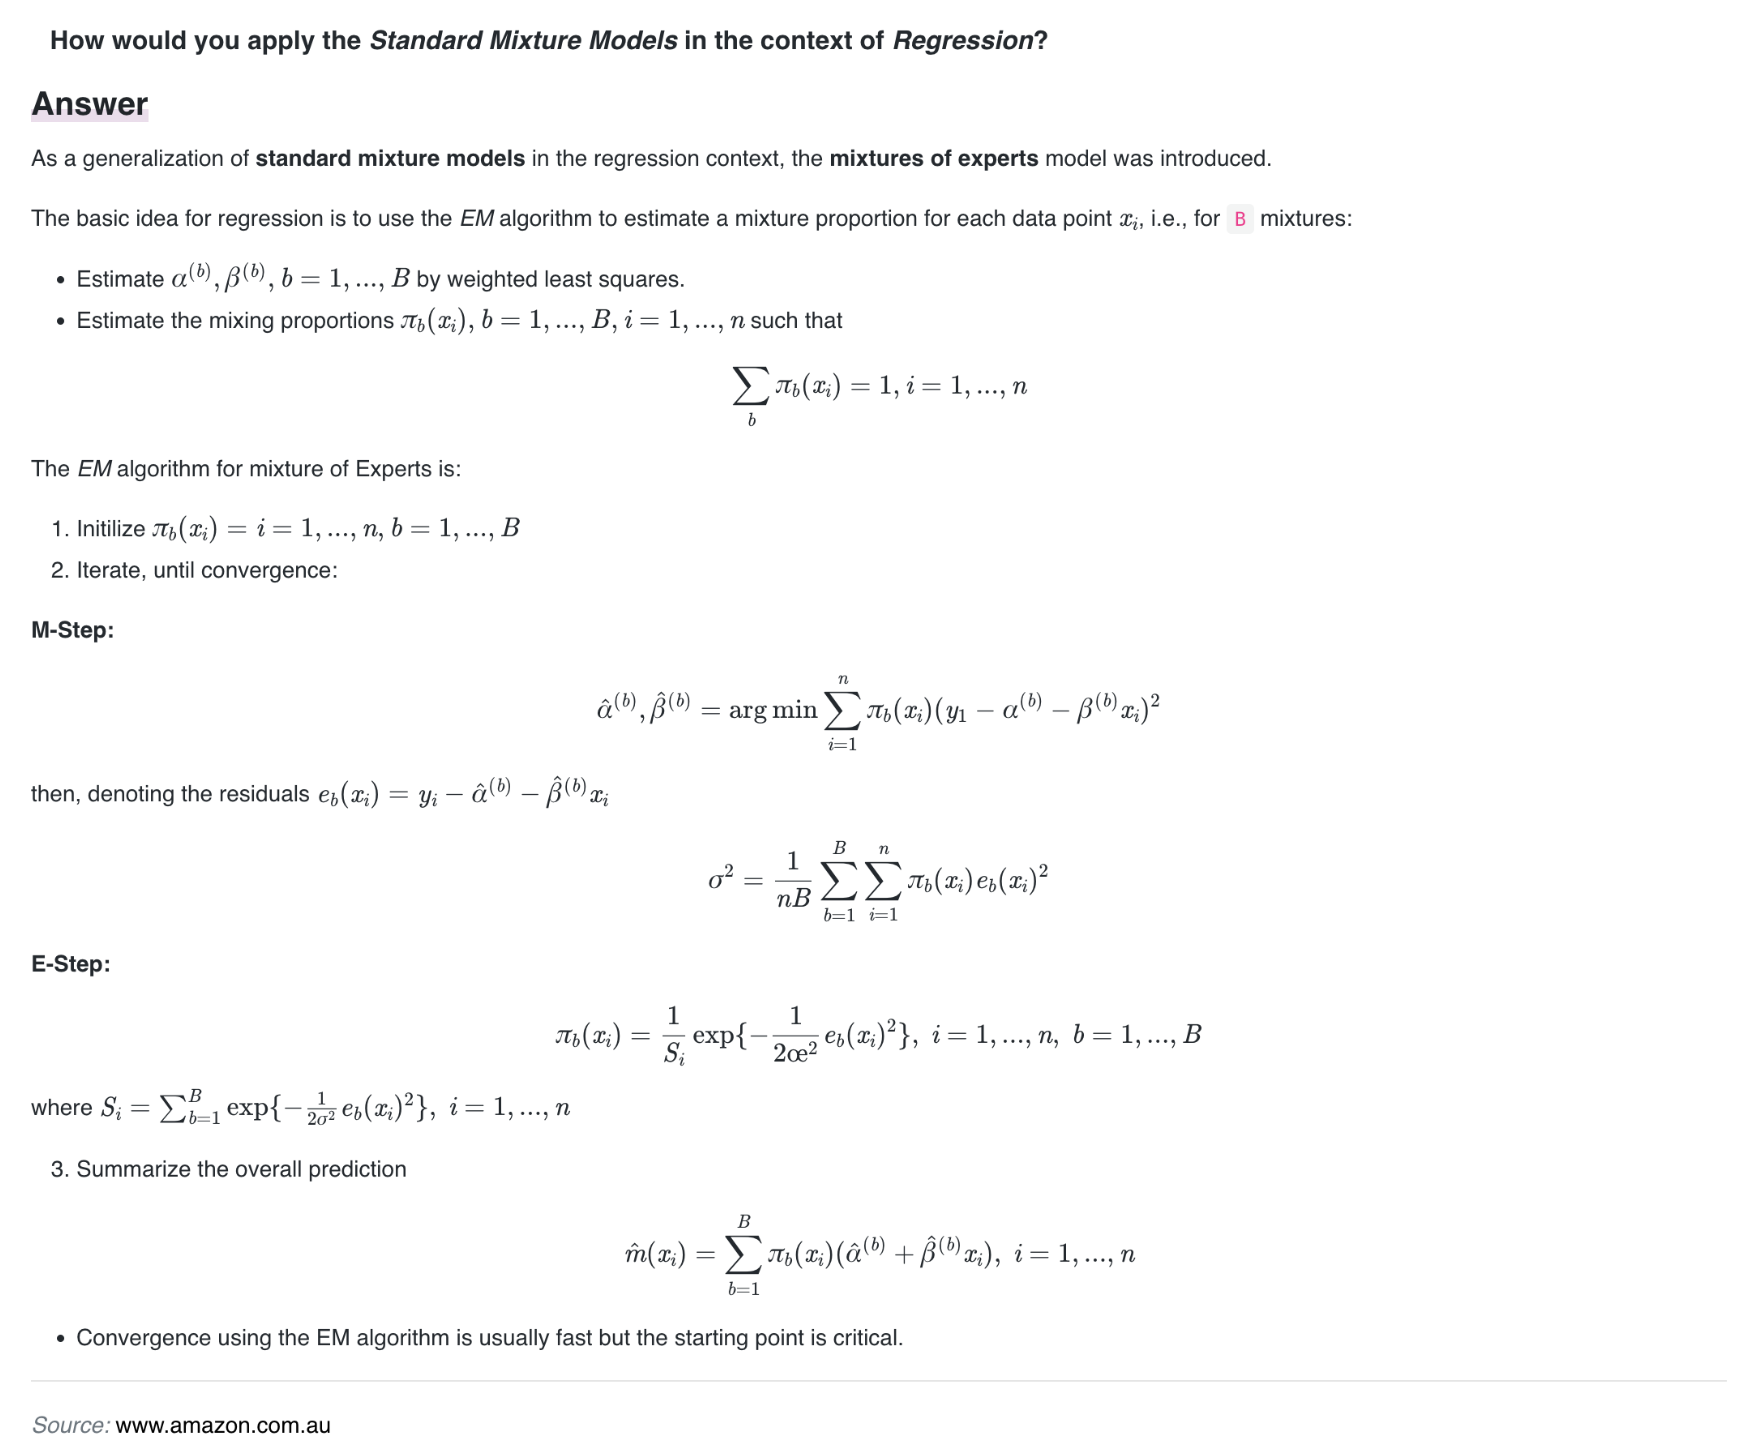 How would you apply the Standard Mixture Models in the context of Regression?
Answer
As a generalization of standard mixture models in the regression context, the mixtures of experts model was introduced.
The basic idea for regression is to use the EM algorithm to estimate a mixture proportion for each data point $x_i$, i.e., for B mixtures:
• Estimate $\alpha^{(b)}, \beta^{(b)}, b = 1, ..., B$ by weighted least squares.
• Estimate the mixing proportions $\pi_b(x_i), b = 1, ..., B, i = 1, ..., n$ such that
$\sum_b \pi_b(x_i) = 1, i = 1, ..., n$
The EM algorithm for mixture of Experts is:
1. Initilize $\pi_b(x_i) = i = 1, ..., n, b = 1, ..., B$
2. Iterate, until convergence:
M-Step:
$\hat{\alpha}^{(b)}, \hat{\beta}^{(b)} = \arg\min \sum_{i=1}^{n} \pi_b(x_i)(y_1 - \alpha^{(b)} - \beta^{(b)} x_i)^2$
then, denoting the residuals $e_b(x_i) = y_i - \hat{\alpha}^{(b)} - \hat{\beta}^{(b)} x_i$
$\sigma^2 = \frac{1}{nB} \sum_{b=1}^{B} \sum_{i=1}^{n} \pi_b(x_i) e_b(x_i)^2$
E-Step:
$\pi_b(x_i) = \frac{1}{S_i} \exp\{-\frac{1}{2œ^2} e_b(x_i)^2\}, \; i = 1, ..., n, \; b = 1, ..., B$
where $S_i = \sum_{b=1}^{B} \exp\{-\frac{1}{2\sigma^2} e_b(x_i)^2\}, \; i = 1, ..., n$
3. Summarize the overall prediction
$\hat{m}(x_i) = \sum_{b=1}^{B} \pi_b(x_i)(\hat{\alpha}^{(b)} + \hat{\beta}^{(b)} x_i), \; i = 1, ..., n$
• Convergence using the EM algorithm is usually fast but the starting point is critical.
Source: www.amazon.com.au